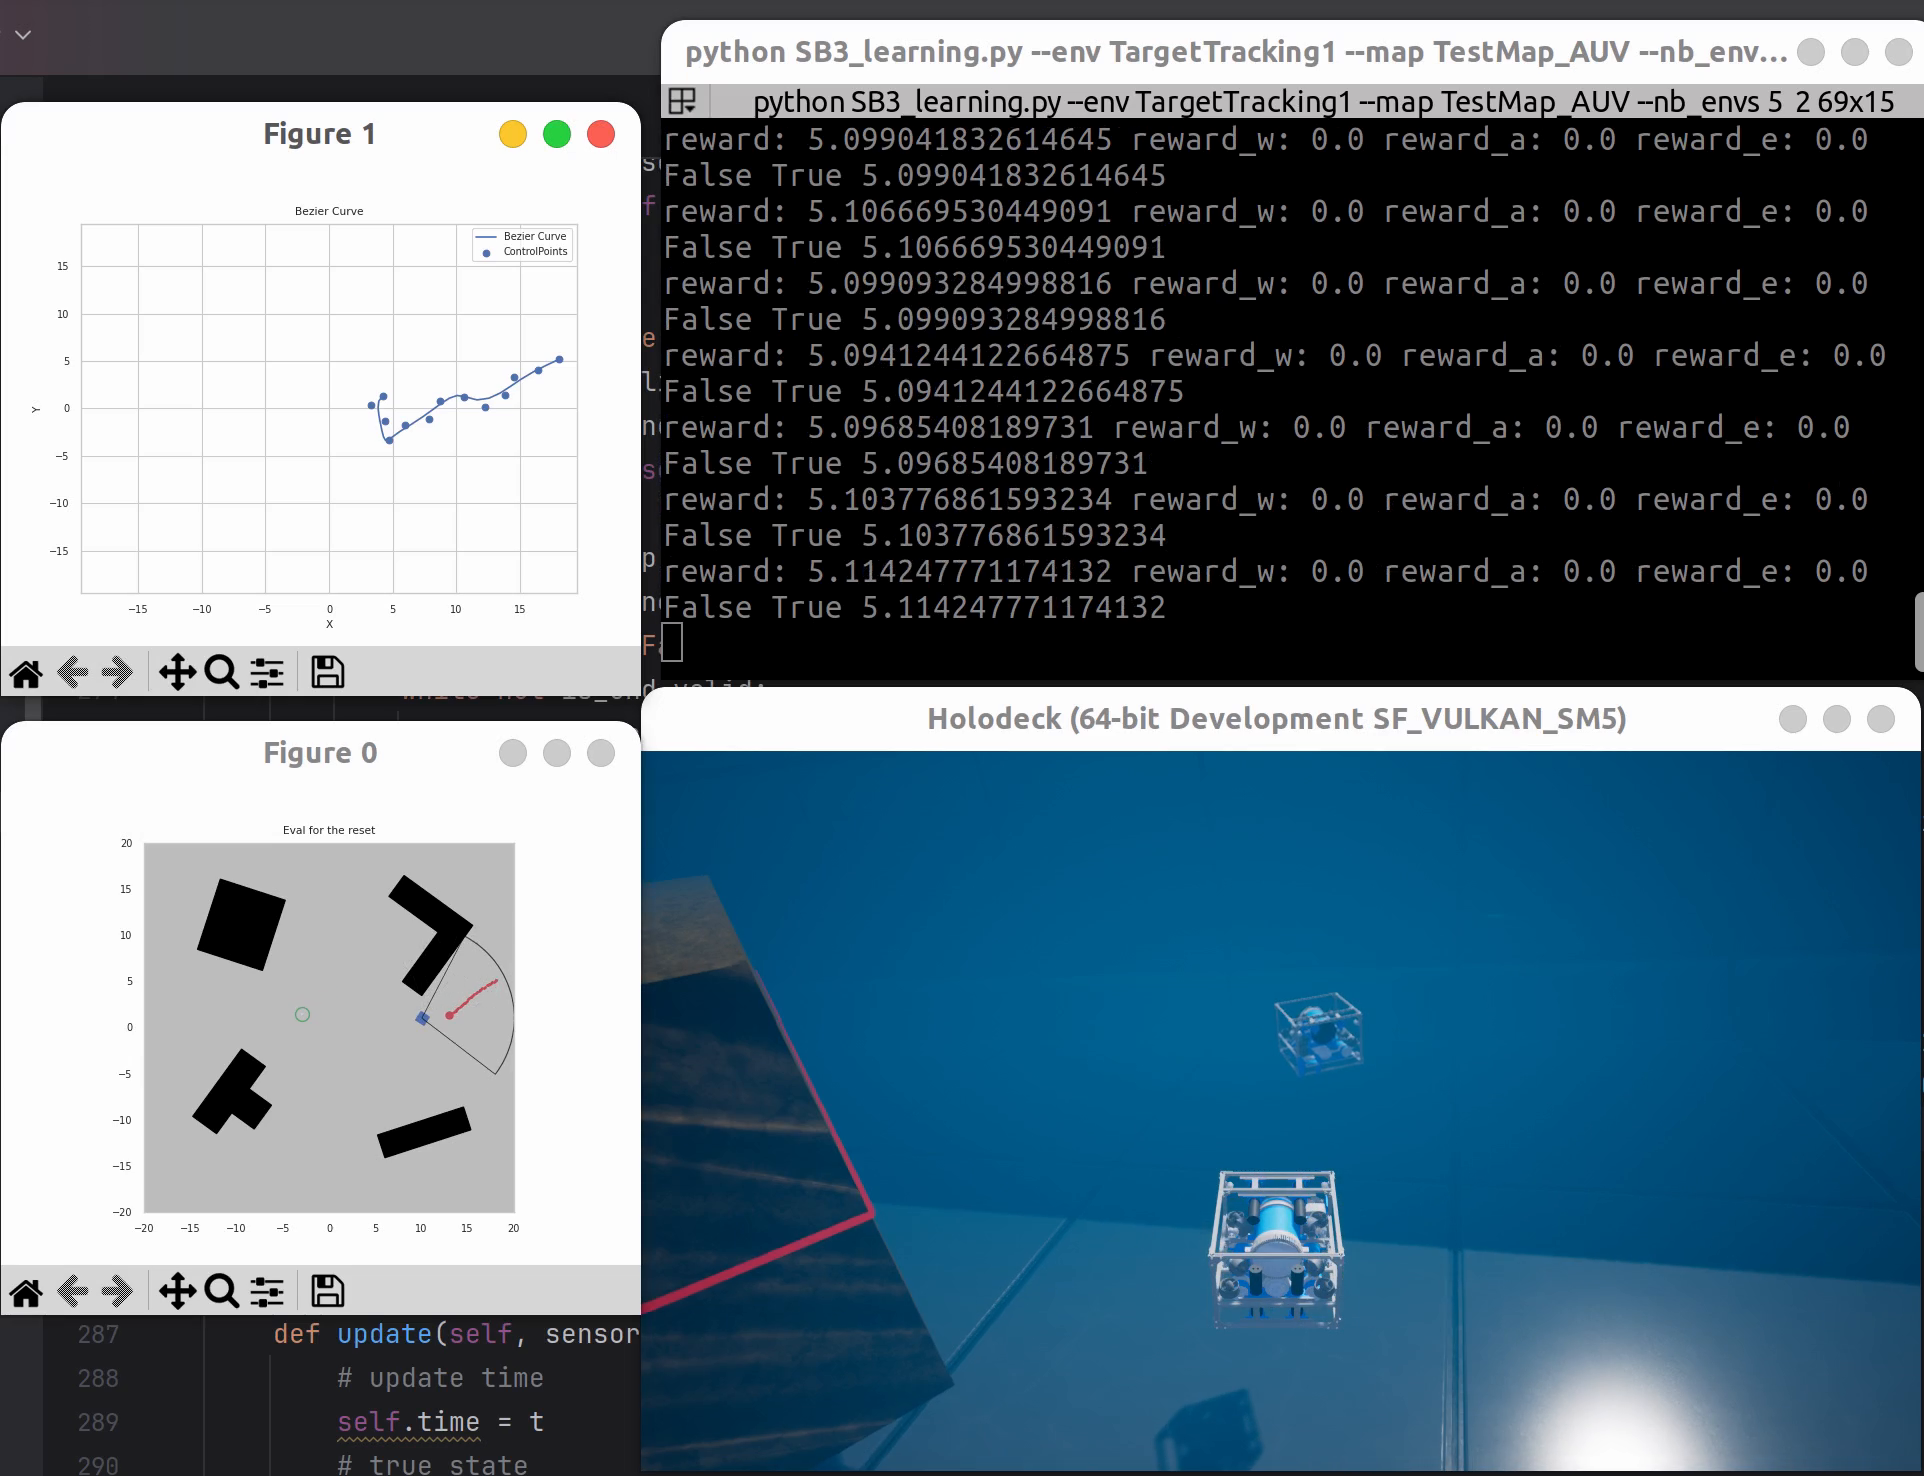 python SB3_learning.py --env TargetTracking1 --map TestMap_AUV --nb_env...
python SB3_learning.py --env TargetTracking1 --map TestMap_AUV --nb_envs 5 2 69x15
reward: 5.099041832614645 reward_w: 0.0 reward_a: 0.0 reward_e: 0.0
False True 5.099041832614645
reward: 5.106669530449091 reward_w: 0.0 reward_a: 0.0 reward_e: 0.0
False True 5.106669530449091
reward: 5.099093284998816 reward_w: 0.0 reward_a: 0.0 reward_e: 0.0
False True 5.099093284998816
reward: 5.0941244122664875 reward_w: 0.0 reward_a: 0.0 reward_e: 0.0
False True 5.0941244122664875
reward: 5.09685408189731 reward_w: 0.0 reward_a: 0.0 reward_e: 0.0
False True 5.09685408189731
reward: 5.103776861593234 reward_w: 0.0 reward_a: 0.0 reward_e: 0.0
False True 5.103776861593234
reward: 5.114247771174132 reward_w: 0.0 reward_a: 0.0 reward_e: 0.0
False True 5.114247771174132
Figure 1
Bezier Curve
Bezier Curve
ControlPoints
15
10
5
0
−5
−10
−15
Y
−15 −10 −5 0 5 10 15
X
Figure 0
Eval for the reset
20
15
10
5
0
−5
−10
−15
−20
−20 −15 −10 −5 0 5 10 15 20
Holodeck (64-bit Development SF_VULKAN_SM5)
287 def update(self, sensor
288 # update time
289 self.time = t
290 # true state